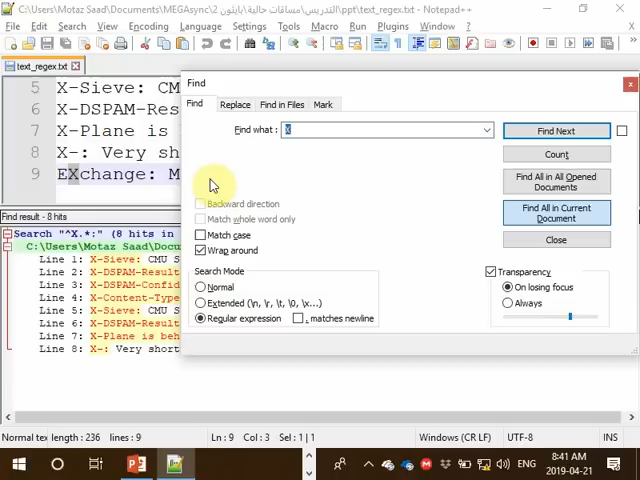 C:\Users\Motaz Saad\Documents\MEGAsync\مساقات حالية\التدريس\بايثون 2\ppt\text_regex.txt - Notepad++
File Edit Search View Encoding Language Settings Tools Macro Run Plugins Window ?
text_regex.txt
5 X-Sieve: CMU
6 X-DSPAM-Res
7 X-Plane is
8 X-: Very sh
9 EXchange: M
Find result - 8 hits
Search "^X.*:" (8 hits in
C:\Users\Motaz Saad\Docum
Line 1: X-Sieve: CMU S
Line 2: X-DSPAM-Result
Line 3: X-DSPAM-Confid
Line 4: X-Content-Type
Line 5: X-Sieve: CMU S
Line 6: X-DSPAM-Result
Line 7: X-Plane is beh
Line 8: X-: Very short
Find
Find Replace Find in Files Mark
Find what : X
Find Next
Count
Find All in All Opened Documents
Find All in Current Document
Close
Backward direction
Match whole word only
Match case
Wrap around
Search Mode
Normal
Extended (\n, \r, \t, \0, \x...)
Regular expression . matches newline
Transparency
On losing focus
Always
Normal tex length : 236 lines : 9 Ln : 9 Col : 3 Sel : 1 | 1 Windows (CR LF) UTF-8 INS
8:41 AM
2019-04-21